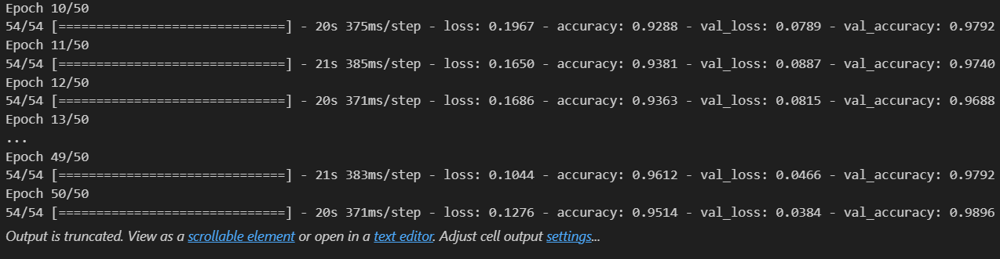 Epoch 10/50
54/54 [==============================] - 20s 375ms/step - loss: 0.1967 - accuracy: 0.9288 - val_loss: 0.0789 - val_accuracy: 0.9792
Epoch 11/50
54/54 [==============================] - 21s 385ms/step - loss: 0.1650 - accuracy: 0.9381 - val_loss: 0.0887 - val_accuracy: 0.9740
Epoch 12/50
54/54 [==============================] - 20s 371ms/step - loss: 0.1686 - accuracy: 0.9363 - val_loss: 0.0815 - val_accuracy: 0.9688
Epoch 13/50
...
Epoch 49/50
54/54 [==============================] - 21s 383ms/step - loss: 0.1044 - accuracy: 0.9612 - val_loss: 0.0466 - val_accuracy: 0.9792
Epoch 50/50
54/54 [==============================] - 20s 371ms/step - loss: 0.1276 - accuracy: 0.9514 - val_loss: 0.0384 - val_accuracy: 0.9896
Output is truncated. View as a scrollable element or open in a text editor. Adjust cell output settings...